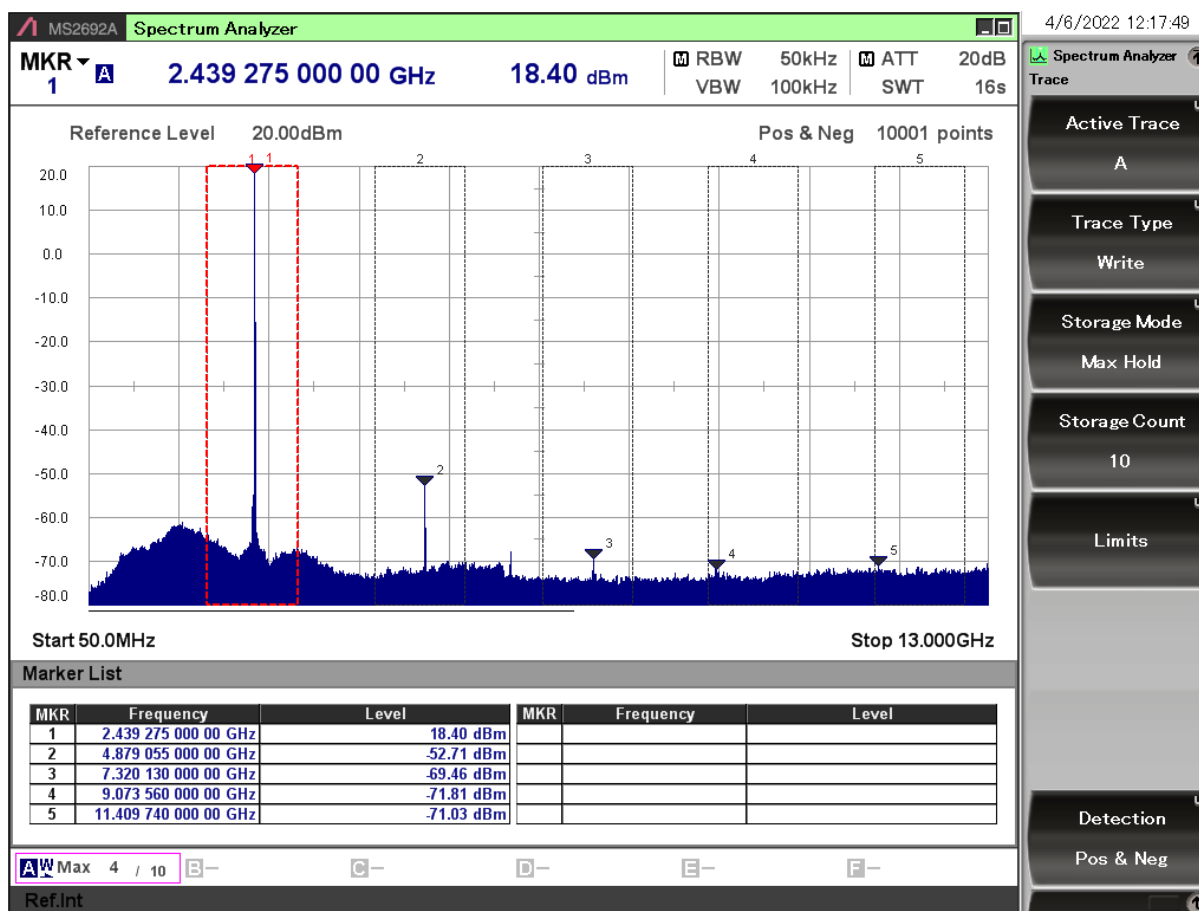 MS2692A Spectrum Analyzer
4/6/2022 12:17:49
MKR 1 A 2.439 275 000 00 GHz 18.40 dBm
M RBW 50kHz M ATT 20dB
VBW 100kHz SWT 16s
Reference Level 20.00dBm Pos & Neg 10001 points
1 1 2 3 4 5
20.0
10.0
0.0
-10.0
-20.0
-30.0
-40.0
-50.0
-60.0
-70.0
-80.0
2
3
4
5
Start 50.0MHz Stop 13.000GHz
Marker List
MKR Frequency Level MKR Frequency Level
1 2.439 275 000 00 GHz 18.40 dBm
2 4.879 055 000 00 GHz -52.71 dBm
3 7.320 130 000 00 GHz -69.46 dBm
4 9.073 560 000 00 GHz -71.81 dBm
5 11.409 740 000 00 GHz -71.03 dBm
A W Max 4 / 10 B- C- D- E- F-
Ref.Int
Spectrum Analyzer
Trace
Active Trace
A
Trace Type
Write
Storage Mode
Max Hold
Storage Count
10
Limits
Detection
Pos & Neg